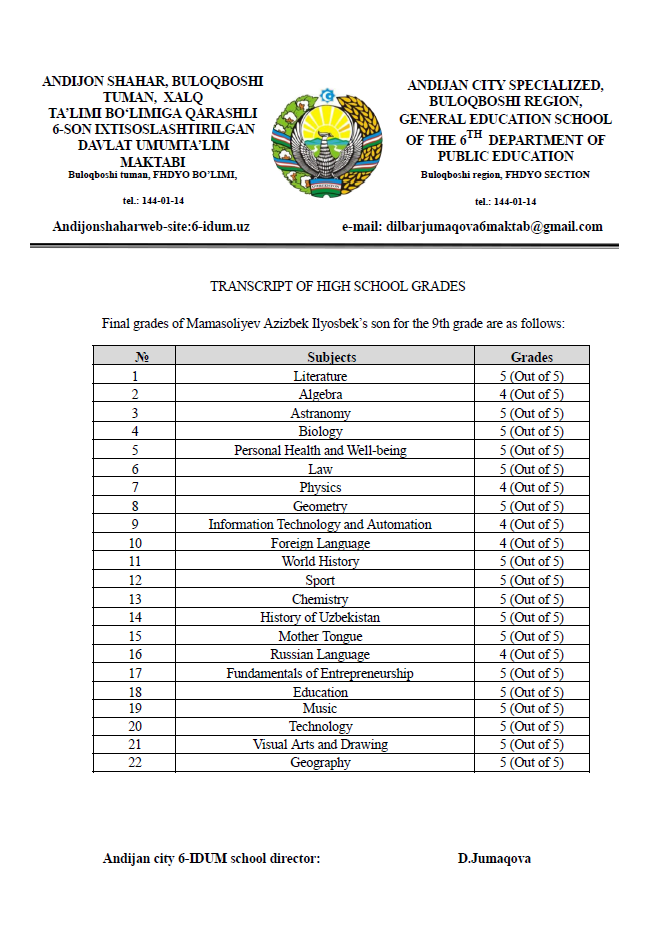 ANDIJON SHAHAR, BULOQBOSHI
TUMAN, XALQ
TA’LIMI BO‘LIMIGA QARASHLI
6-SON IXTISOSLASHTIRILGAN
DAVLAT UMUMTA’LIM
MAKTABI
Buloqboshi tuman, FHDYO BO’LIMI,
tel.: 144-01-14
Andijonshaharweb-site:6-idum.uz
ANDIJAN CITY SPECIALIZED,
BULOQBOSHI REGION,
GENERAL EDUCATION SCHOOL
OF THE 6TH DEPARTMENT OF
PUBLIC EDUCATION
Buloqboshi region, FHDYO SECTION
tel.: 144-01-14
e-mail: dilbarjumaqova6maktab@gmail.com
TRANSCRIPT OF HIGH SCHOOL GRADES
Final grades of Mamasoliyev Azizbek Ilyosbek’s son for the 9th grade are as follows:
№ Subjects Grades
1 Literature 5 (Out of 5)
2 Algebra 4 (Out of 5)
3 Astranomy 5 (Out of 5)
4 Biology 5 (Out of 5)
5 Personal Health and Well-being 5 (Out of 5)
6 Law 5 (Out of 5)
7 Physics 4 (Out of 5)
8 Geometry 5 (Out of 5)
9 Information Technology and Automation 4 (Out of 5)
10 Foreign Language 4 (Out of 5)
11 World History 5 (Out of 5)
12 Sport 5 (Out of 5)
13 Chemistry 5 (Out of 5)
14 History of Uzbekistan 5 (Out of 5)
15 Mother Tongue 5 (Out of 5)
16 Russian Language 4 (Out of 5)
17 Fundamentals of Entrepreneurship 5 (Out of 5)
18 Education 5 (Out of 5)
19 Music 5 (Out of 5)
20 Technology 5 (Out of 5)
21 Visual Arts and Drawing 5 (Out of 5)
22 Geography 5 (Out of 5)
Andijan city 6-IDUM school director: D.Jumaqova